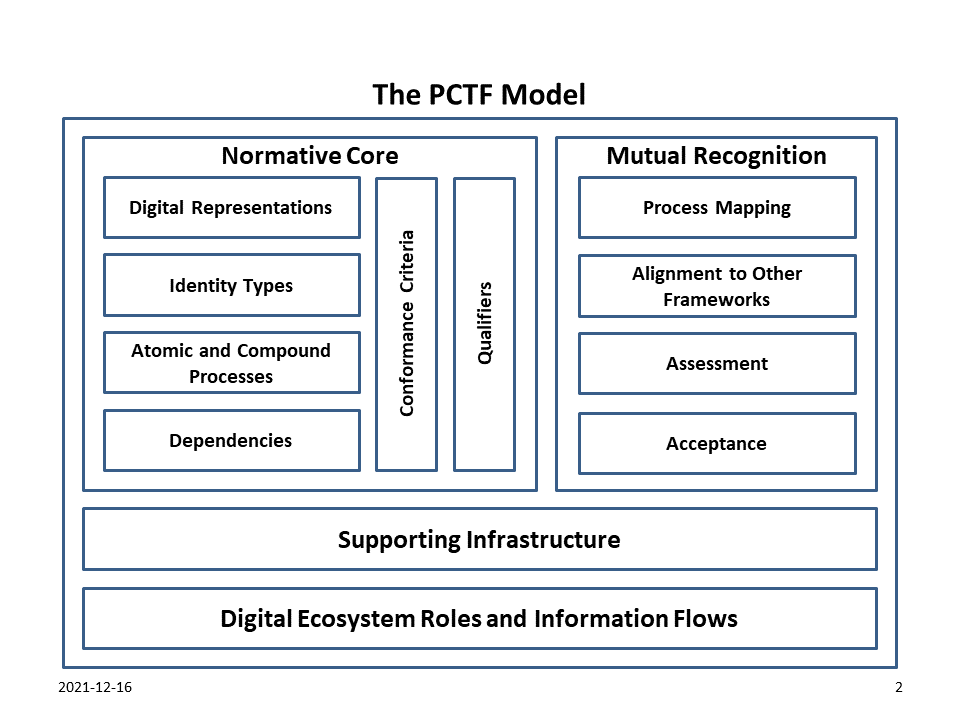 The PCTF Model
Normative Core
Digital Representations
Identity Types
Atomic and Compound
Processes
Dependencies
Conformance Criteria
Qualifiers
Mutual Recognition
Process Mapping
Alignment to Other
Frameworks
Assessment
Acceptance
Supporting Infrastructure
Digital Ecosystem Roles and Information Flows
2021-12-16
2